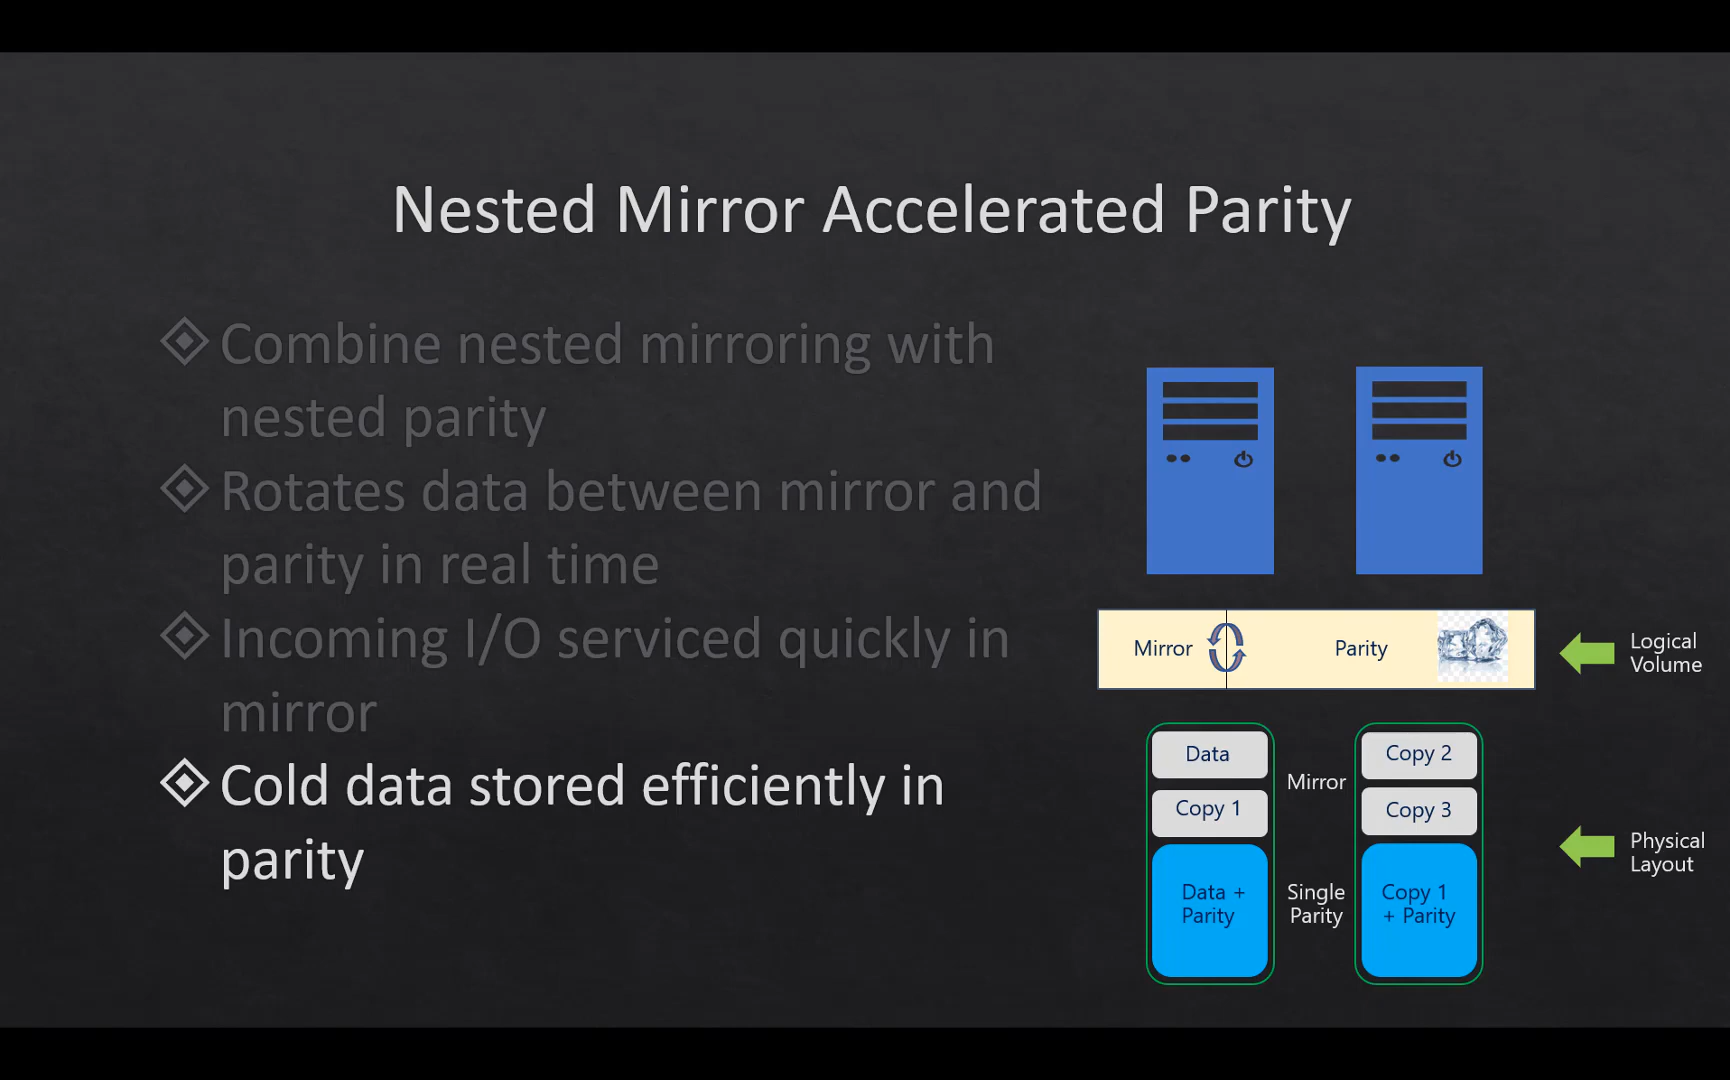 Nested Mirror Accelerated Parity
Combine nested mirroring with
nested parity
Rotates data between mirror and
parity in real time
Incoming I/O serviced quickly in
mirror
Cold data stored efficiently in
parity
Mirror
Parity
Logical
Volume
Data
Copy 1
Mirror
Copy 2
Copy 3
Data +
Parity
Single
Parity
Copy 1
+ Parity
Physical
Layout